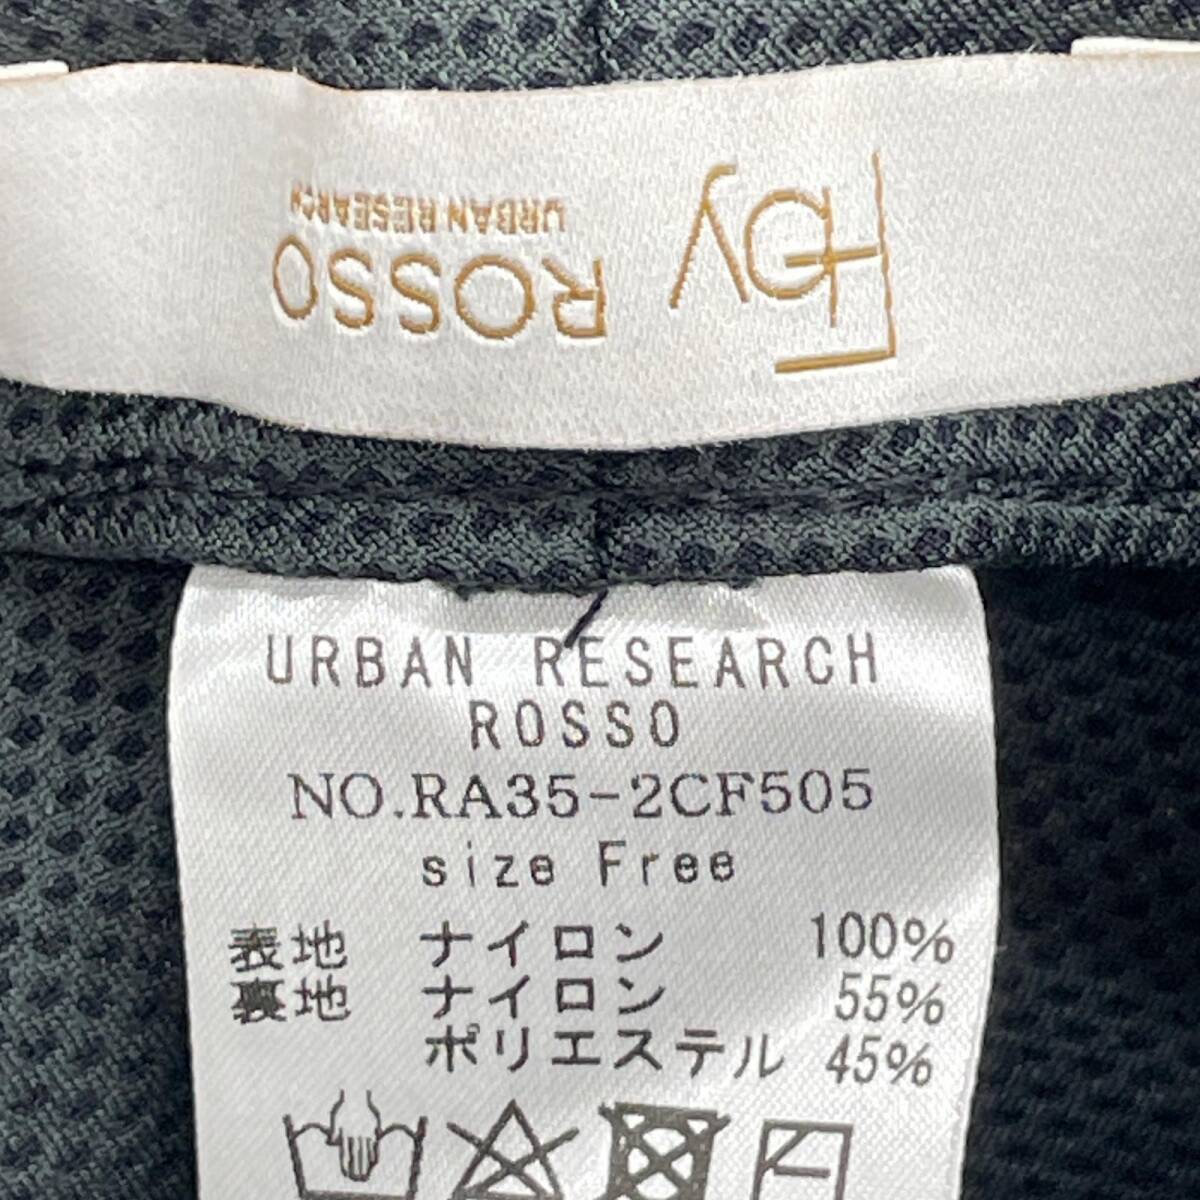 F by ROSSO
URBAN RESEARCH
URBAN RESEARCH
ROSSO
NO.RA35-2CF505
size Free
表地 ナイロン 100%
裏地 ナイロン 55%
ポリエステル 45%